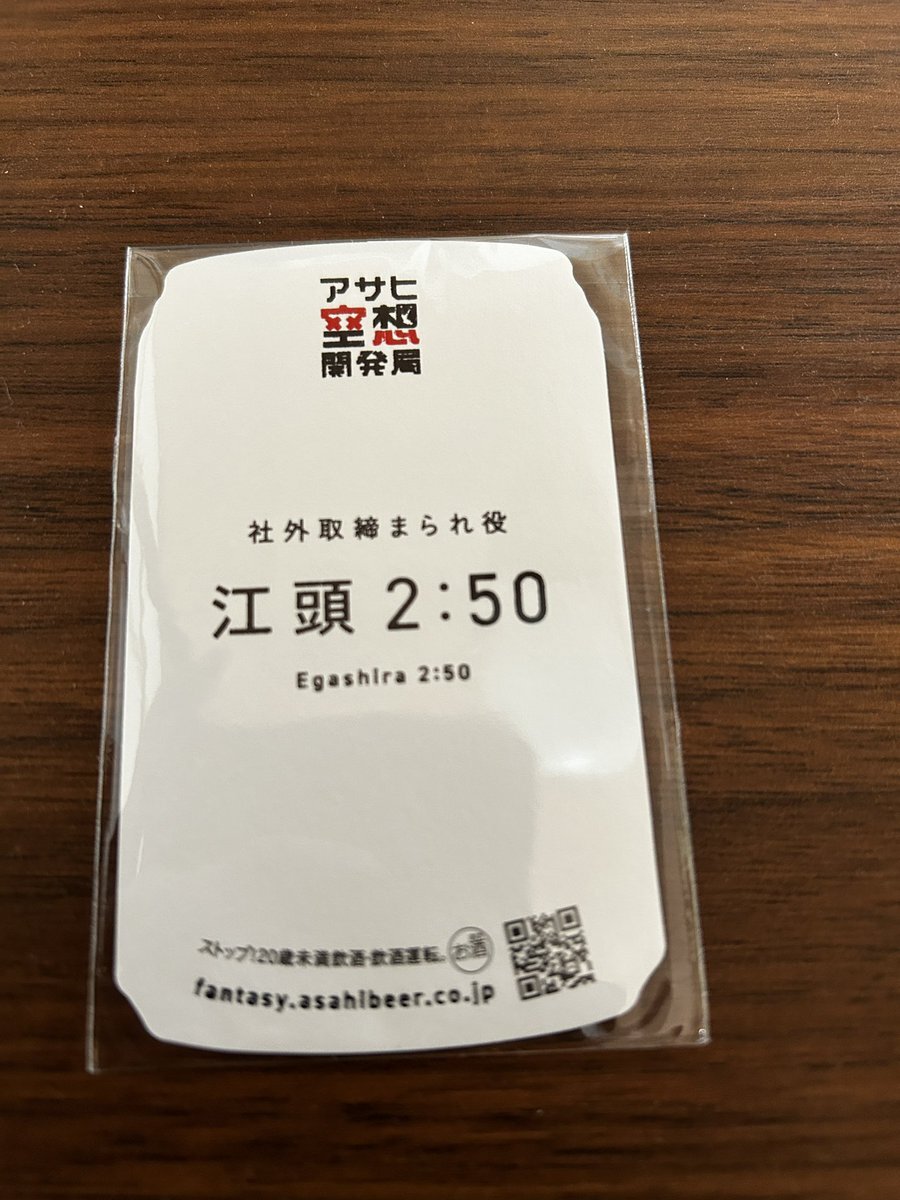 アサヒ
空想
開発局
社外取締まられ役
江頭 2:50
Egashira 2:50
ストップ!20歳未満飲酒・飲酒運転。 お酒
fantasy.asahibeer.co.jp